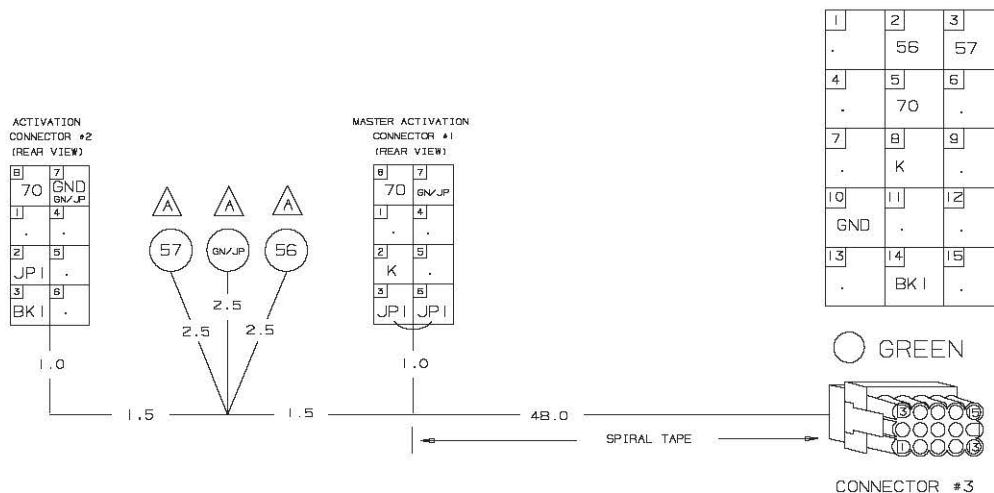 ACTIVATION
CONNECTOR #2
(REAR VIEW)
8 7
70 GND
GN/JP
1 4
. .
2 5
JP1 .
3 6
BK1 .
1.0
A A A
57 GN/JP 56
2.5
2.5 2.5
1.5 1.5
MASTER ACTIVATION
CONNECTOR #1
(REAR VIEW)
8 7
70 GN/JP
1 4
. .
2 5
K .
3 6
JP1 JP1
1.0
48.0
SPIRAL TAPE
1 2 3
. 56 57
4 5 6
. 70 .
7 8 9
. K .
10 11 12
GND . .
13 14 15
. BK1 .
GREEN
3 15
1 13
CONNECTOR #3